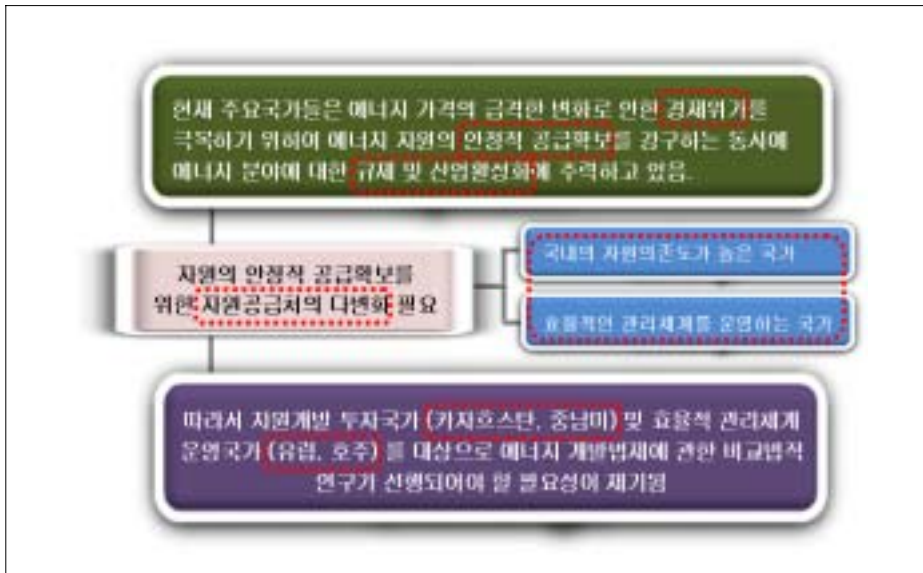 현재 주요국가들은 에너지 가격의 급격한 변화로 인한 경제위기를
극복하기 위하여 에너지 자원의 안정적 공급확보를 강구하는 동시에
에너지 분야에 대한 규제 및 산업활성화에 주력하고 있음.
자원의 안정적 공급확보를
위한 자원공급처의 다변화 필요
국내의 자원의존도가 높은 국가
효율적인 관리체계를 운영하는 국가
따라서 자원개발 투자국가 (카자흐스탄, 중남미) 및 효율적 관리체계
운영국가 (유럽, 호주) 를 대상으로 에너지 개발법제에 관한 비교법적
연구가 선행되어야 할 필요성이 제기됨